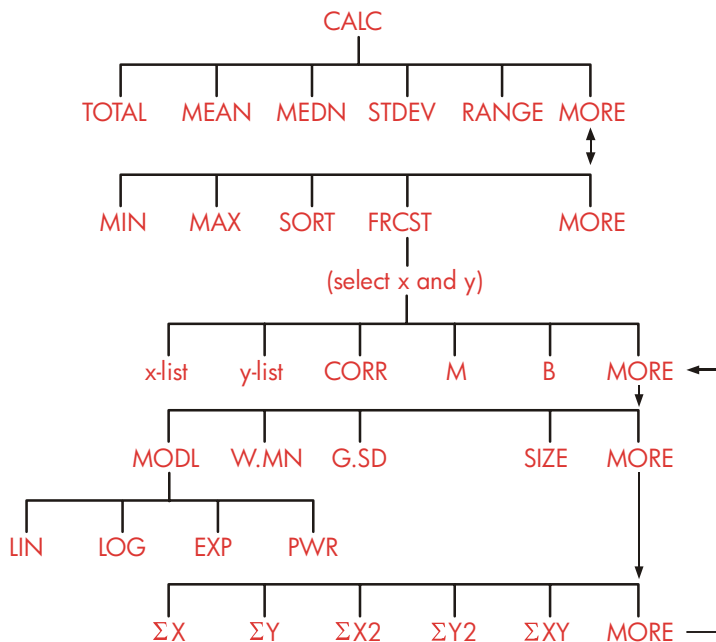 CALC
TOTAL MEAN MEDN STDEV RANGE MORE
MIN MAX SORT FRCST MORE
(select x and y)
x-list y-list CORR M B MORE
MODL W.MN G.SD SIZE MORE
LIN LOG EXP PWR
ΣX ΣY ΣX2 ΣY2 ΣXY MORE